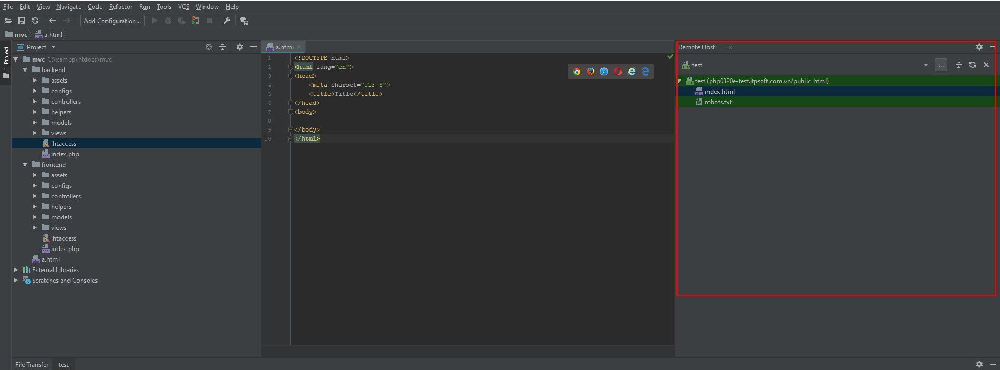 File Edit View Navigate Code Refactor Run Tools VCS Window Help
Add Configuration...
mvc a.html
1: Project
Project
mvc C:\xampp\htdocs\mvc
backend
assets
configs
controllers
helpers
models
views
.htaccess
index.php
frontend
assets
configs
controllers
helpers
models
views
.htaccess
index.php
a.html
External Libraries
Scratches and Consoles
a.html
1 <!DOCTYPE html>
2 <html lang="en">
3 <head>
4 <meta charset="UTF-8">
5 <title>Title</title>
6 </head>
7 <body>
8
9 </body>
10 </html>
Remote Host
test
...
test (php0320e-test.itpsoft.com.vn/public_html)
index.html
robots.txt
File Transfer test